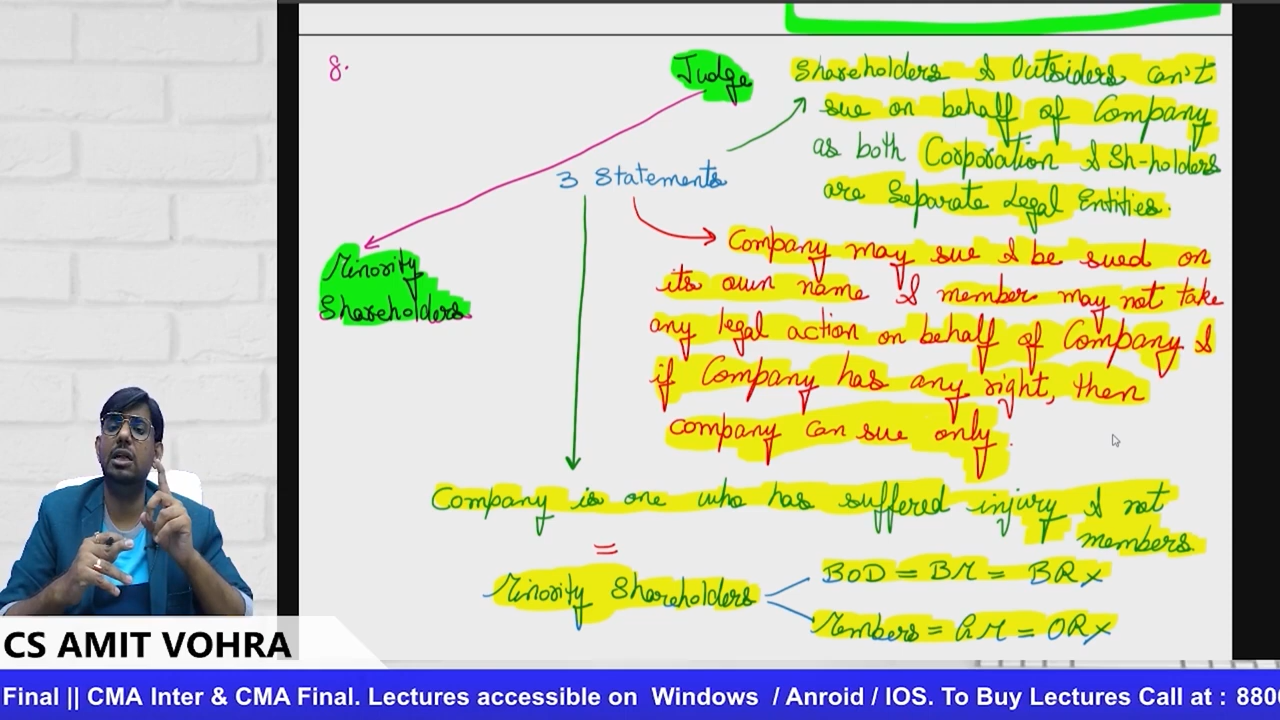 8.
Judge
Shareholders & Outsiders can't
sue on behalf of Company
as both Corporation & Sh-holders
are Separate Legal Entities.
3 Statements
Minority
Shareholders
Company may sue & be sued on
its own name & member may not take
any legal action on behalf of Company &
if Company has any right, then
company can sue only.
Company is one who has suffered injury & not
members.
=
Minority Shareholders
BOD = BM = BRx
Members = GM = ORx
CS AMIT VOHRA
Final || CMA Inter & CMA Final. Lectures accessible on Windows / Anroid / IOS. To Buy Lectures Call at : 880